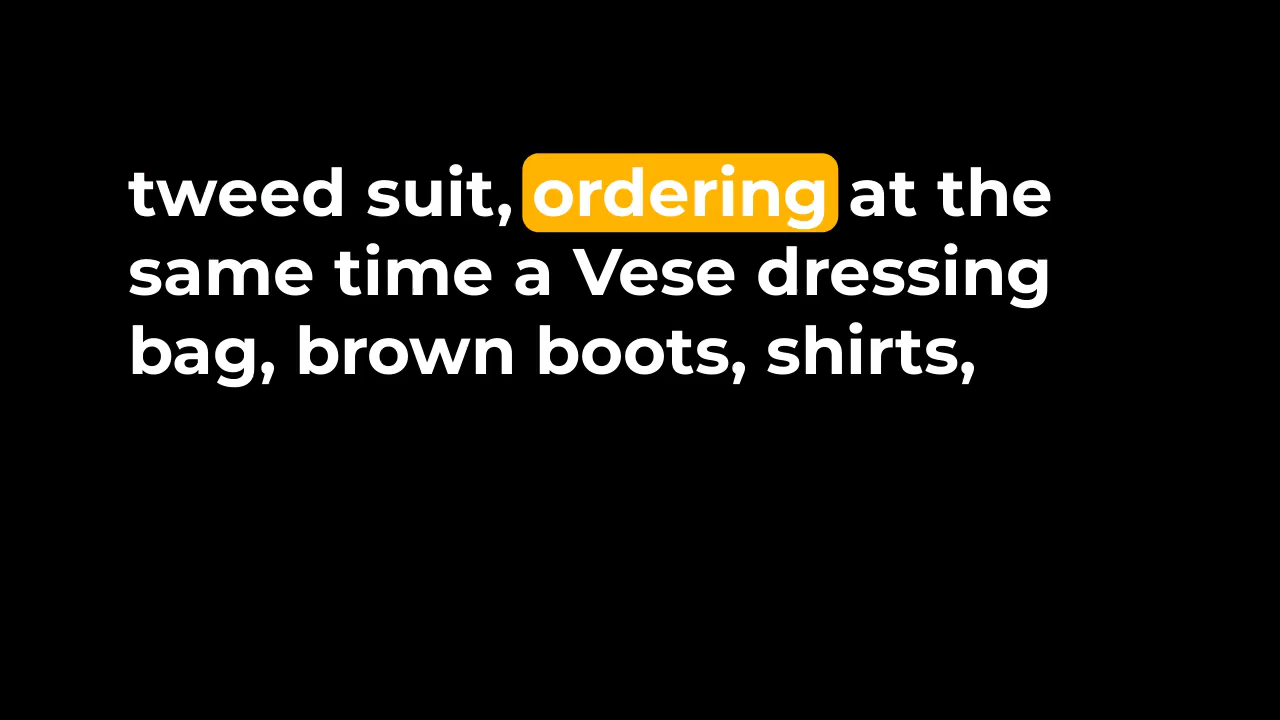 tweed suit, ordering at the
same time a Vese dressing
bag, brown boots, shirts,